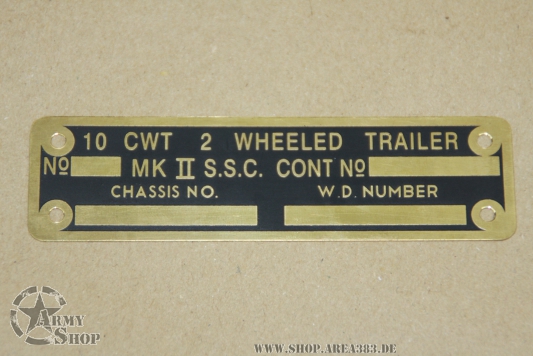 10 CWT 2 WHEELED TRAILER
No MK II S.S.C. CONT No
CHASSIS NO. W.D. NUMBER
ARMY
SHOP
WWW.SHOP.AREA383.DE